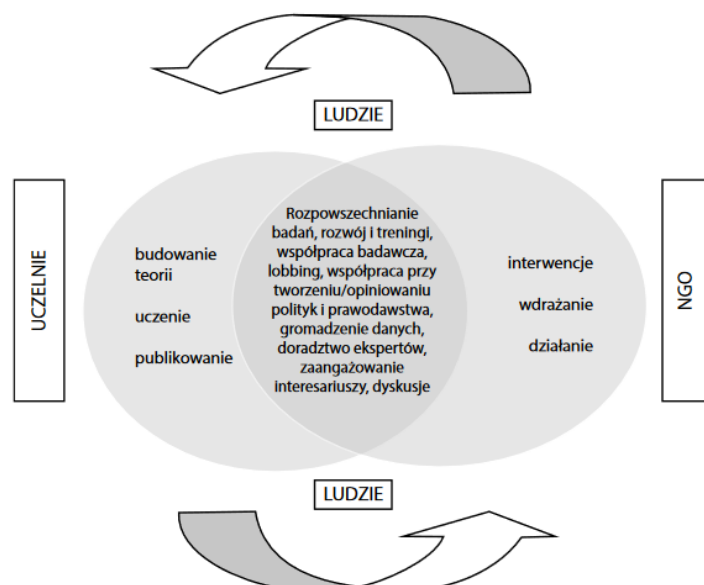 LUDZIE
UCZELNIE
budowanie
teorii
uczenie
publikowanie
Rozpowszechnianie
badań, rozwój i treningi,
współpraca badawcza,
lobbing, współpraca przy
tworzeniu/opiniowaniu
polityk i prawodawstwa,
gromadzenie danych,
doradztwo ekspertów,
zaangażowanie
interesariuszy, dyskusje
interwencje
wdrażanie
działanie
NGO
LUDZIE